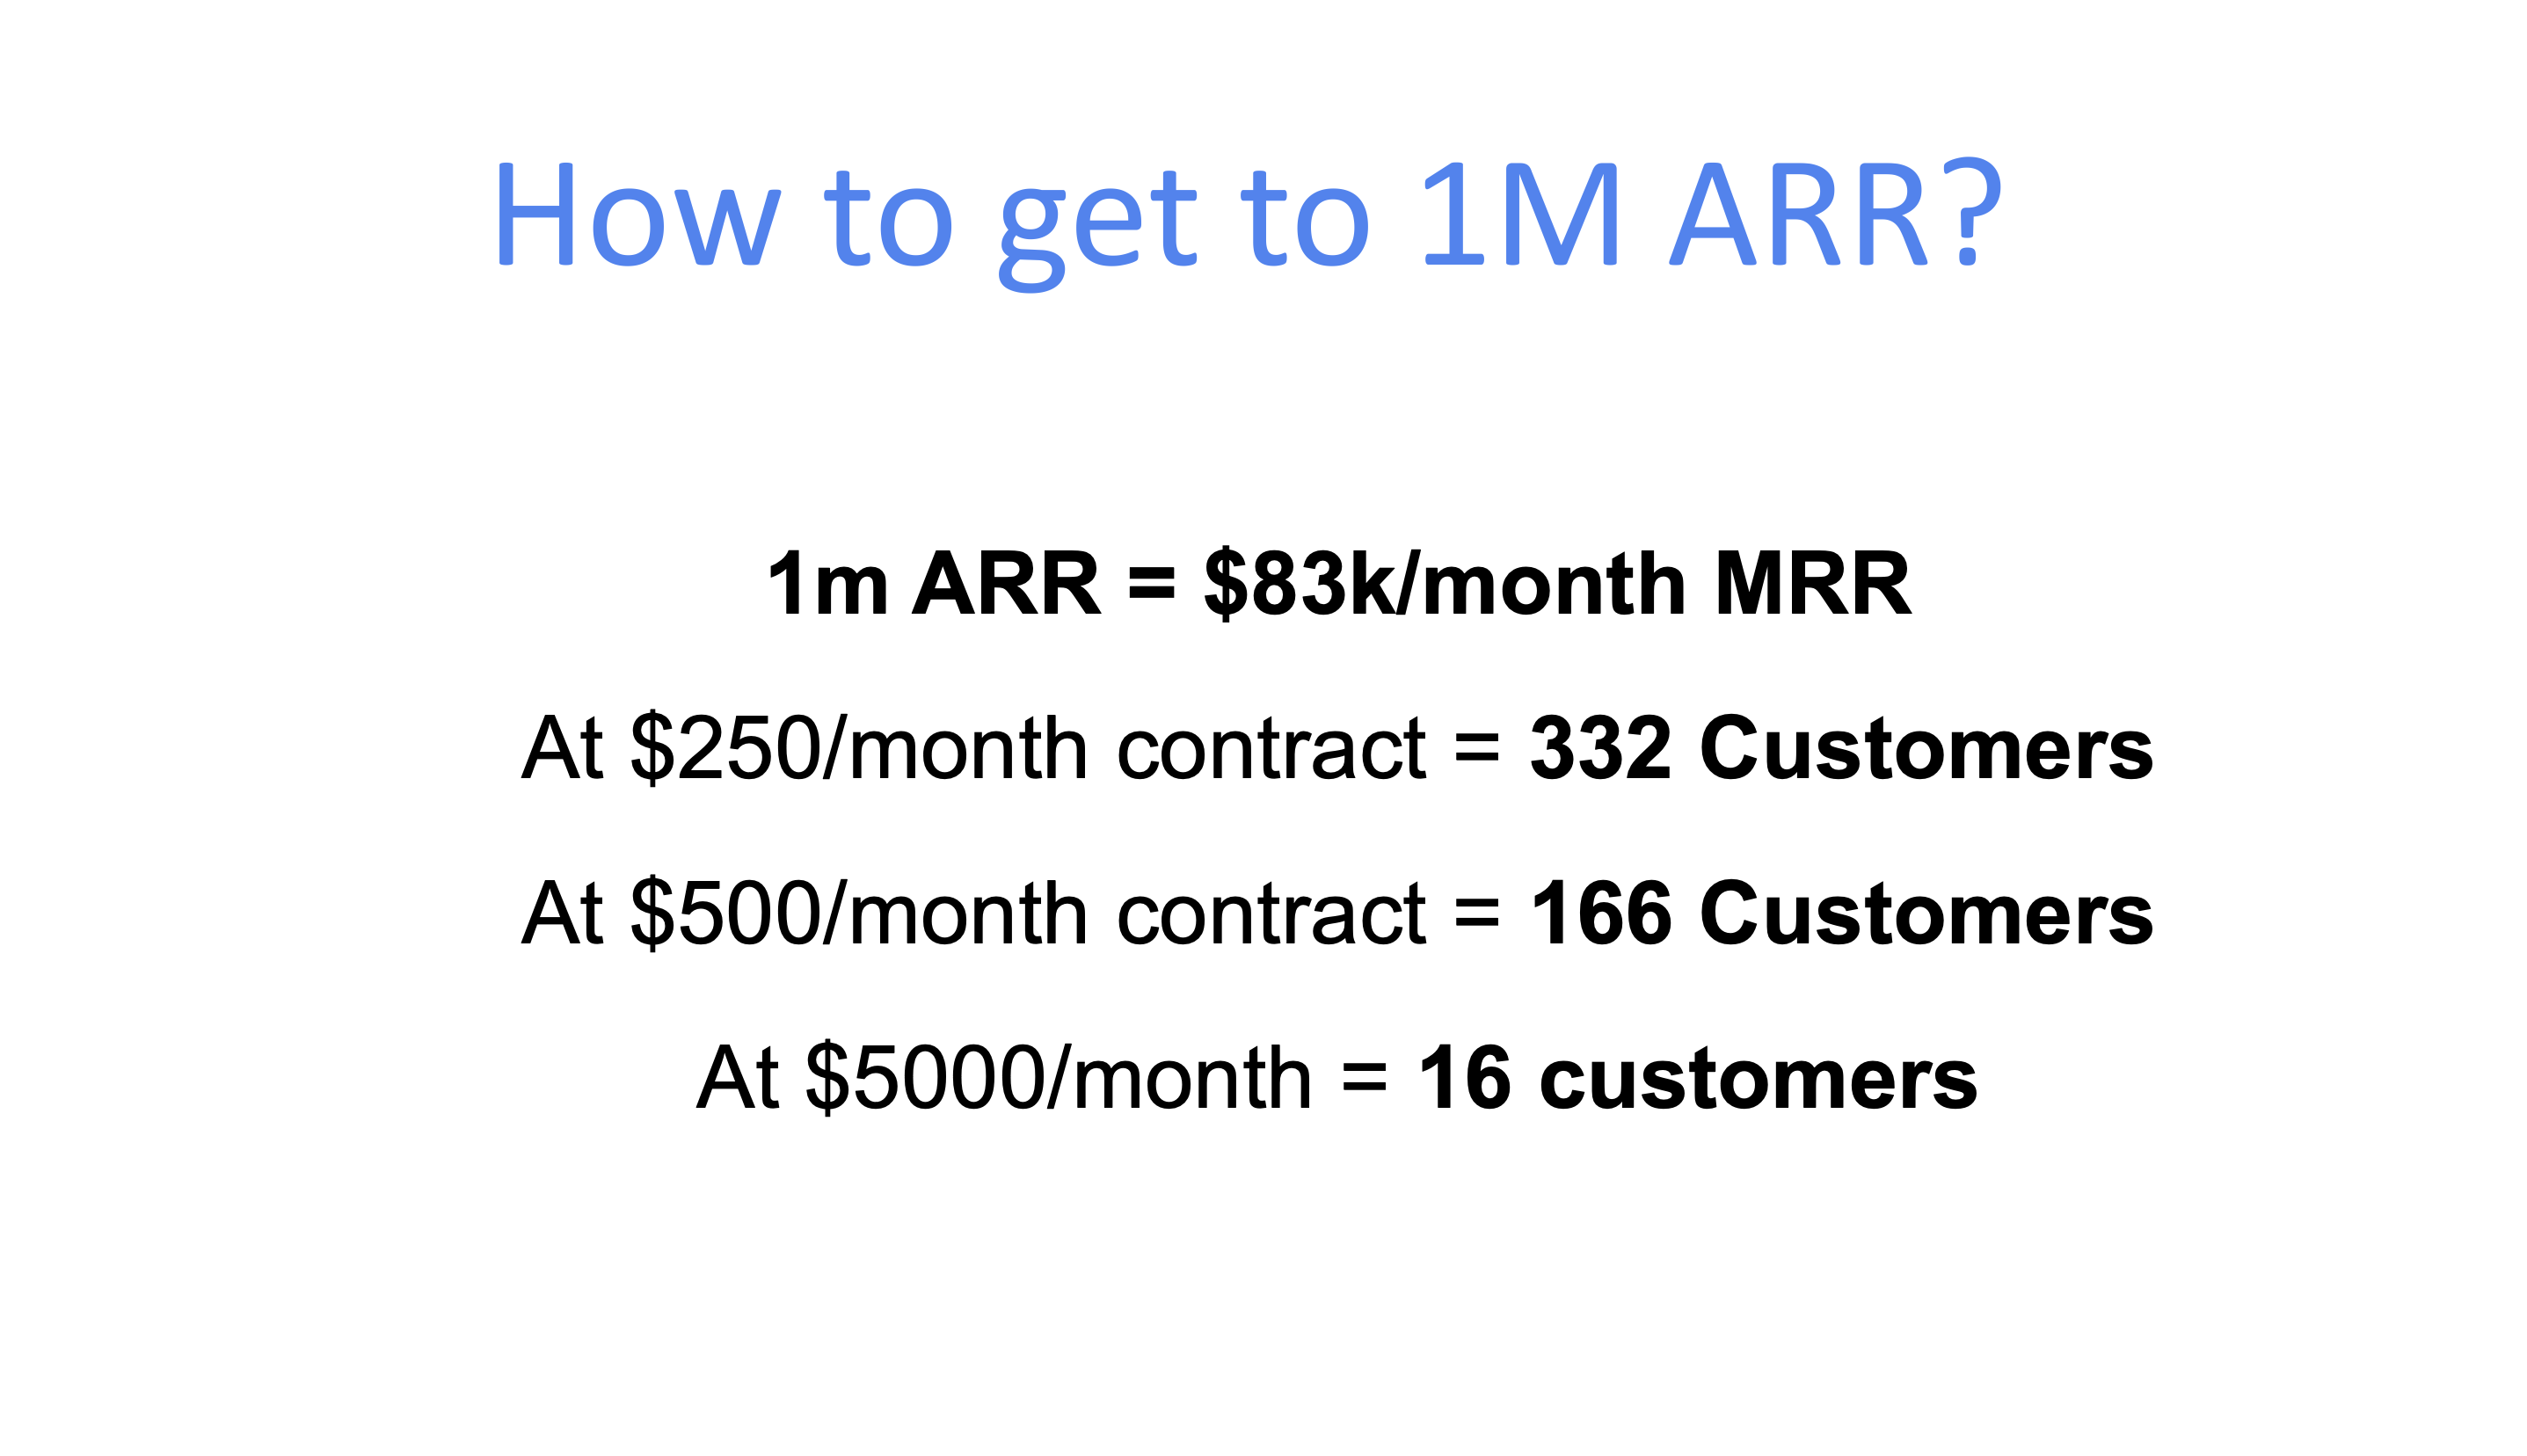 How to get to 1M ARR?
1m ARR = $83k/month MRR
At $250/month contract = 332 Customers
At $500/month contract = 166 Customers
At $5000/month = 16 customers